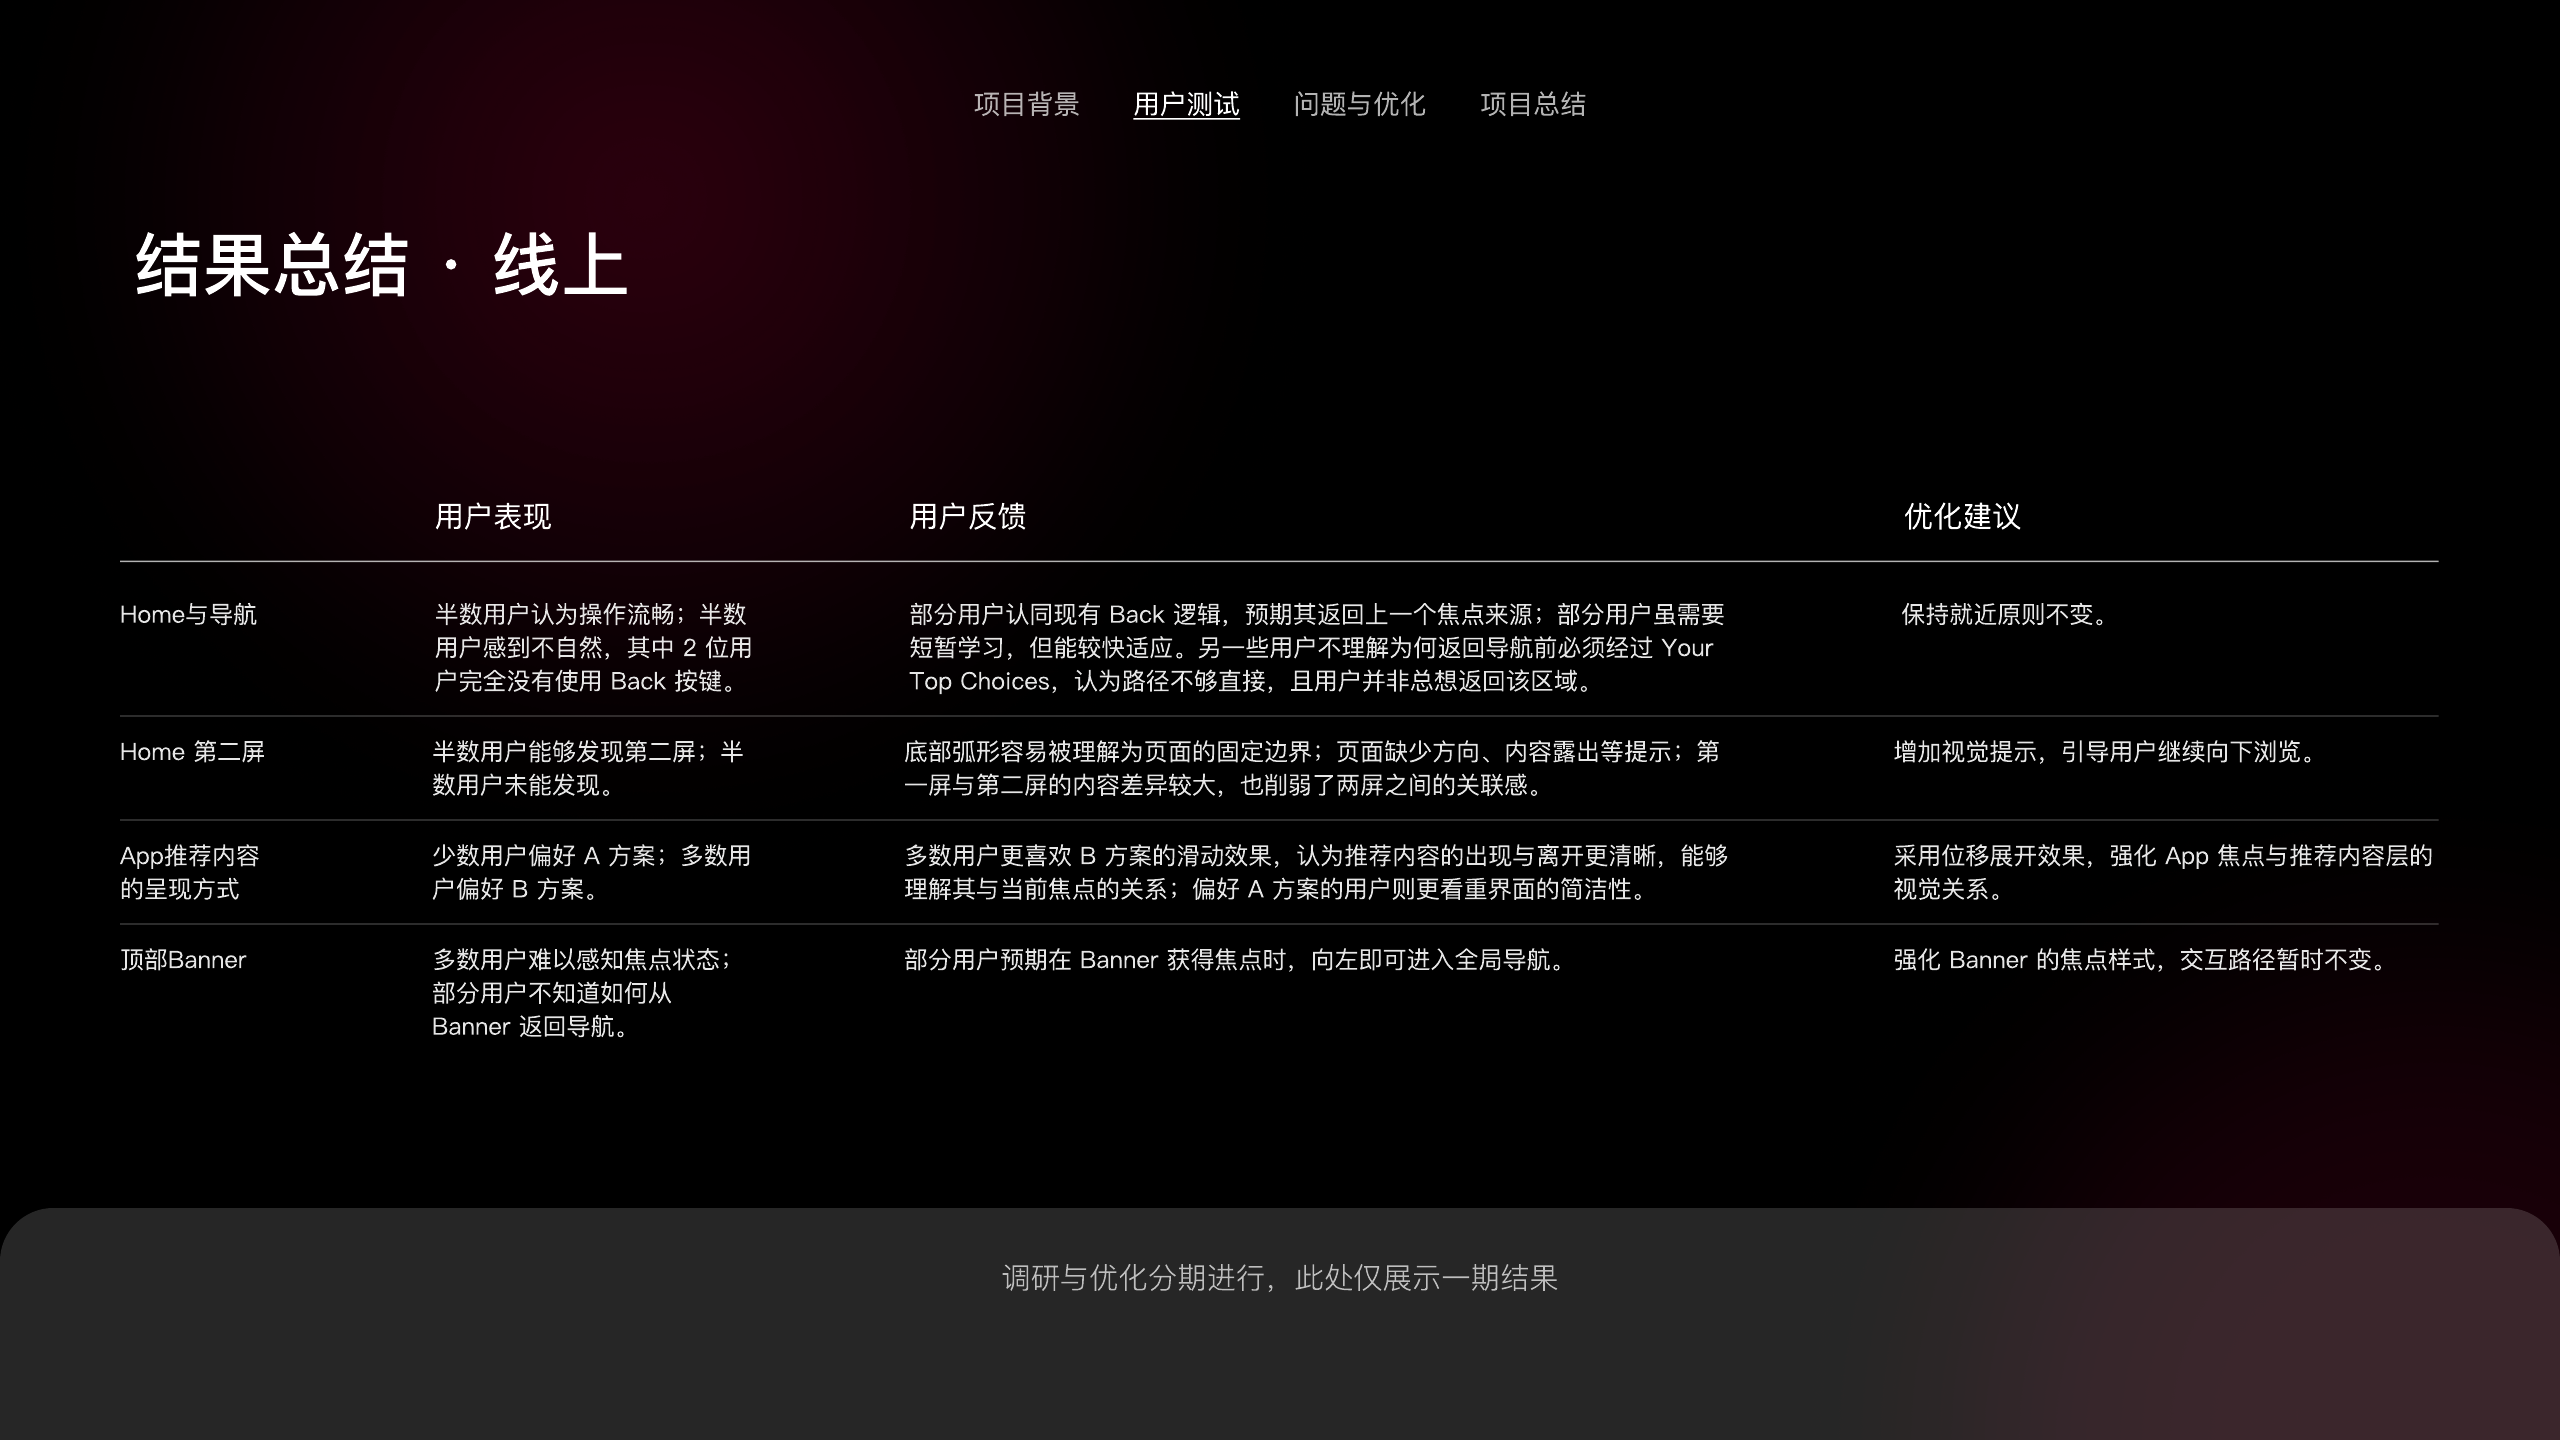 项目背景 用户测试 问题与优化 项目总结
结果总结 · 线上
用户表现 用户反馈 优化建议
Home与导航
半数用户认为操作流畅；半数
用户感到不自然，其中 2 位用
户完全没有使用 Back 按键。
部分用户认同现有 Back 逻辑，预期其返回上一个焦点来源；部分用户虽需要
短暂学习，但能较快适应。另一些用户不理解为何返回导航前必须经过 Your
Top Choices，认为路径不够直接，且用户并非总想返回该区域。
保持就近原则不变。
Home 第二屏
半数用户能够发现第二屏；半
数用户未能发现。
底部弧形容易被理解为页面的固定边界；页面缺少方向、内容露出等提示；第
一屏与第二屏的内容差异较大，也削弱了两屏之间的关联感。
增加视觉提示，引导用户继续向下浏览。
App推荐内容
的呈现方式
少数用户偏好 A 方案；多数用
户偏好 B 方案。
多数用户更喜欢 B 方案的滑动效果，认为推荐内容的出现与离开更清晰，能够
理解其与当前焦点的关系；偏好 A 方案的用户则更看重界面的简洁性。
采用位移展开效果，强化 App 焦点与推荐内容层的
视觉关系。
顶部Banner
多数用户难以感知焦点状态；
部分用户不知道如何从
Banner 返回导航。
部分用户预期在 Banner 获得焦点时，向左即可进入全局导航。
强化 Banner 的焦点样式，交互路径暂时不变。
调研与优化分期进行，此处仅展示一期结果